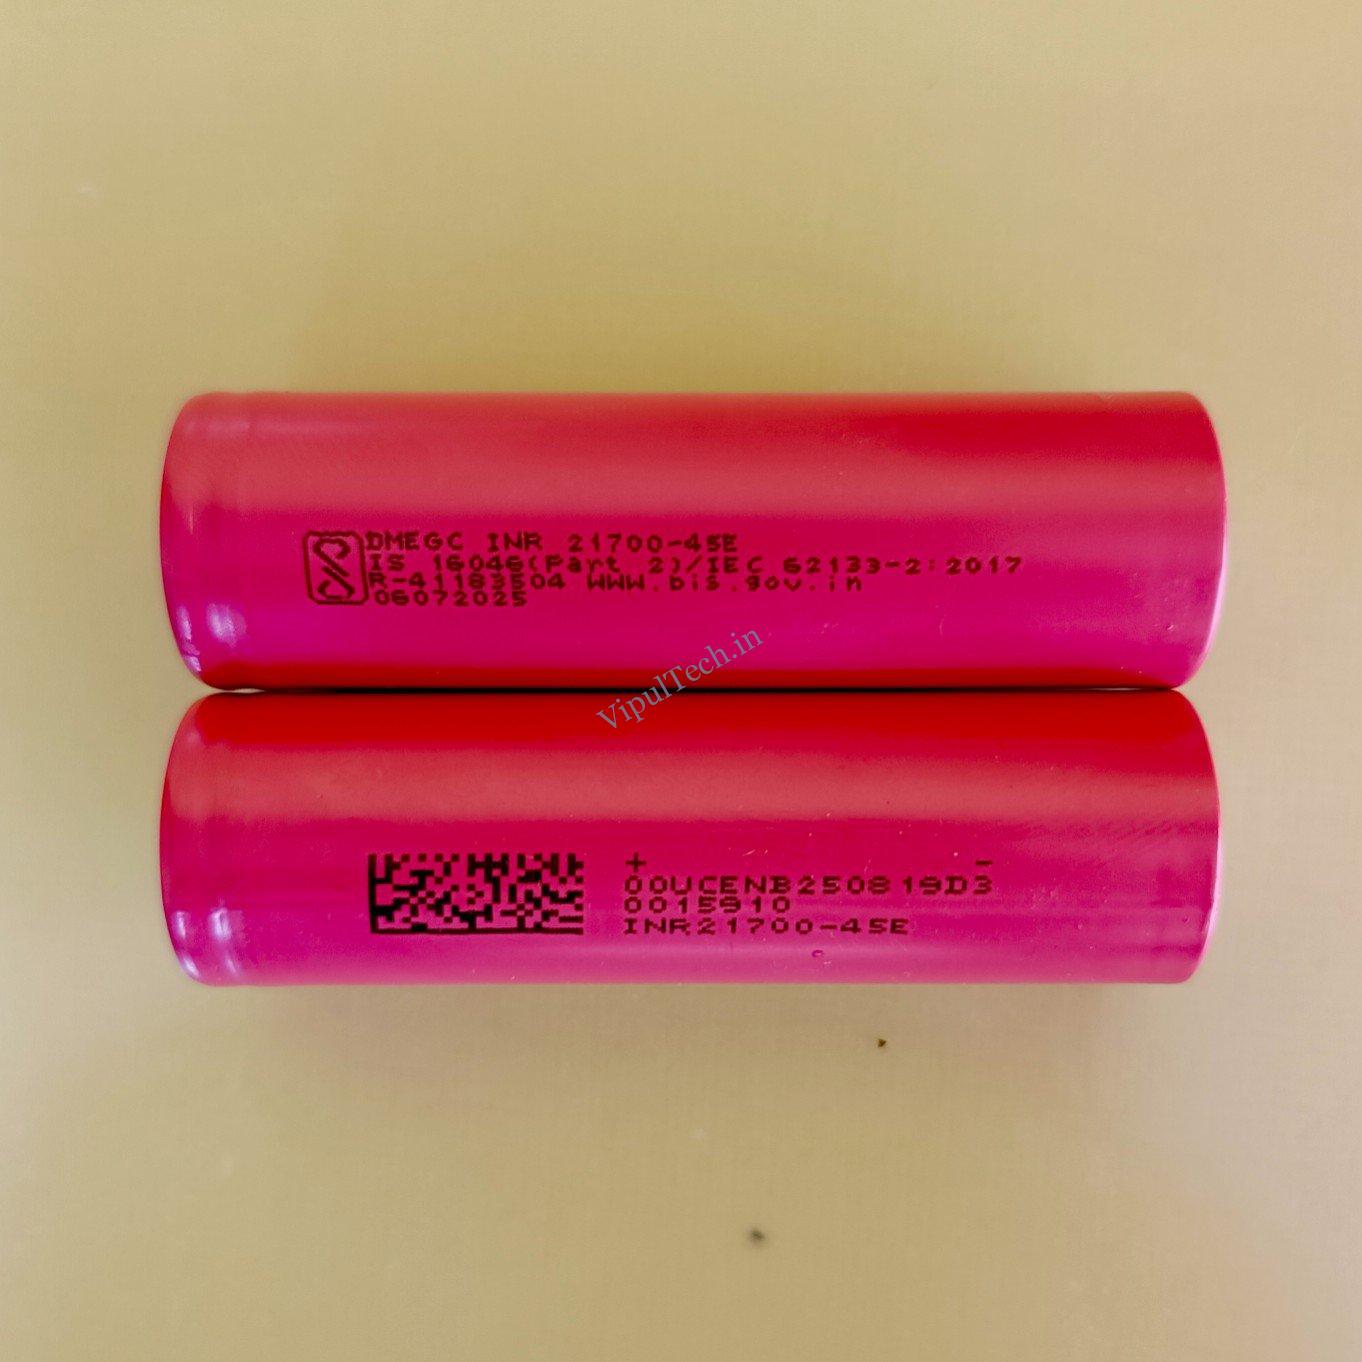 DMEGC INR 21700-45E
IS 16046(Part 2)/IEC 62133-2:2017
R-41183504 WWW.bis.gov.in
06072025
VipulTech.in
+ -
00UCENB250819D3
0015910
INR21700-45E